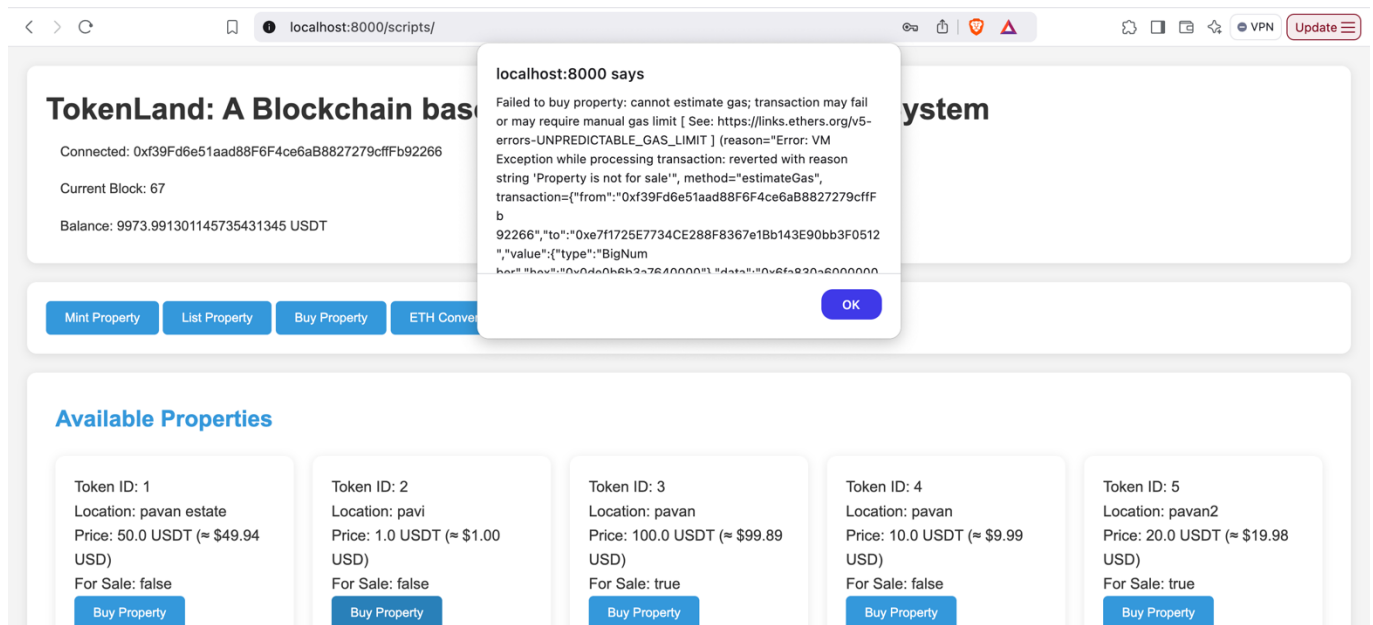 localhost:8000/scripts/
VPN
Update
localhost:8000 says
Failed to buy property: cannot estimate gas; transaction may fail
or may require manual gas limit [ See: https://links.ethers.org/v5-
errors-UNPREDICTABLE_GAS_LIMIT ] (reason="Error: VM
Exception while processing transaction: reverted with reason
string 'Property is not for sale'", method="estimateGas",
transaction={"from":"0xf39Fd6e51aad88F6F4ce6aB8827279cffF
b
92266","to":"0xe7f1725E7734CE288F8367e1Bb143E90bb3F0512
","value":{"type":"BigNum
ber","hex":"0x0de0b6b3a7640000"},"data":"0x6fa830a6000000
OK
TokenLand: A Blockchain bas
ystem
Connected: 0xf39Fd6e51aad88F6F4ce6aB8827279cffFb92266
Current Block: 67
Balance: 9973.991301145735431345 USDT
Mint Property
List Property
Buy Property
ETH Conver
Available Properties
Token ID: 1
Location: pavan estate
Price: 50.0 USDT (≈ $49.94
USD)
For Sale: false
Buy Property
Token ID: 2
Location: pavi
Price: 1.0 USDT (≈ $1.00
USD)
For Sale: false
Buy Property
Token ID: 3
Location: pavan
Price: 100.0 USDT (≈ $99.89
USD)
For Sale: true
Buy Property
Token ID: 4
Location: pavan
Price: 10.0 USDT (≈ $9.99
USD)
For Sale: false
Buy Property
Token ID: 5
Location: pavan2
Price: 20.0 USDT (≈ $19.98
USD)
For Sale: true
Buy Property